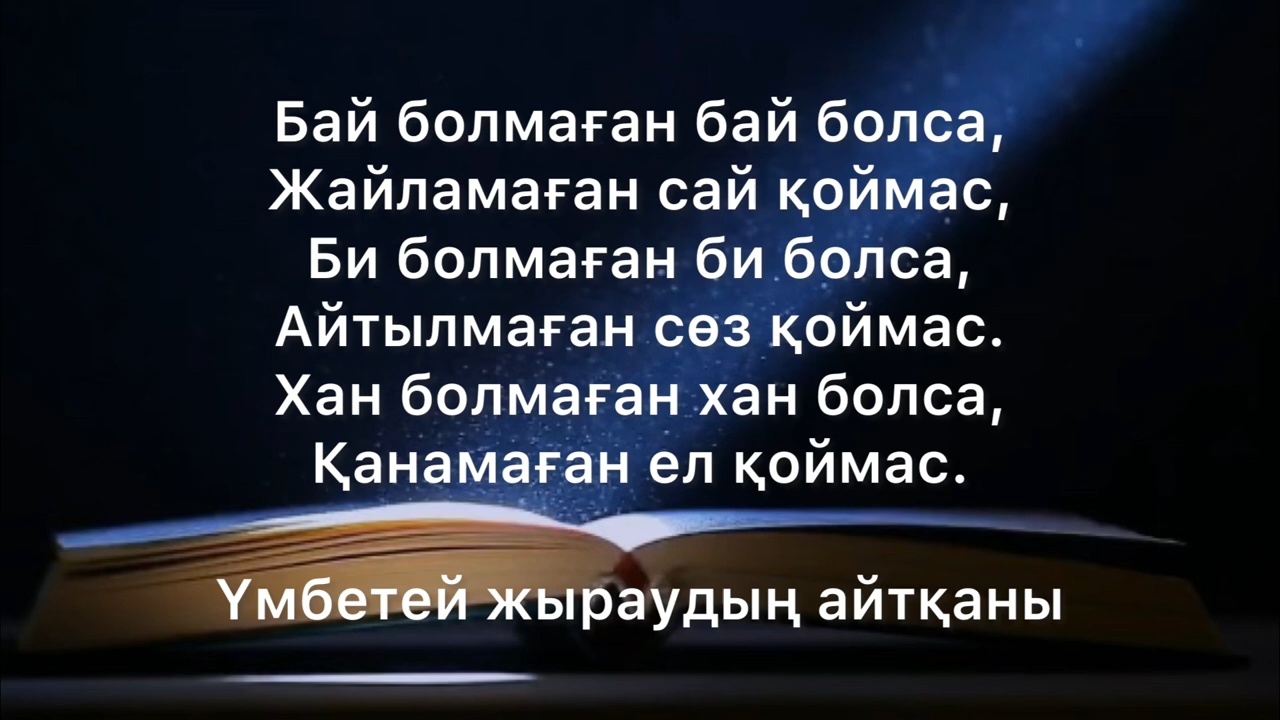 Бай болмаған бай болса,
Жайламаған сай қоймас,
Би болмаған би болса,
Айтылмаған сөз қоймас.
Хан болмаған хан болса,
Қанамаған ел қоймас.
Үмбетей жыраудың айтқаны